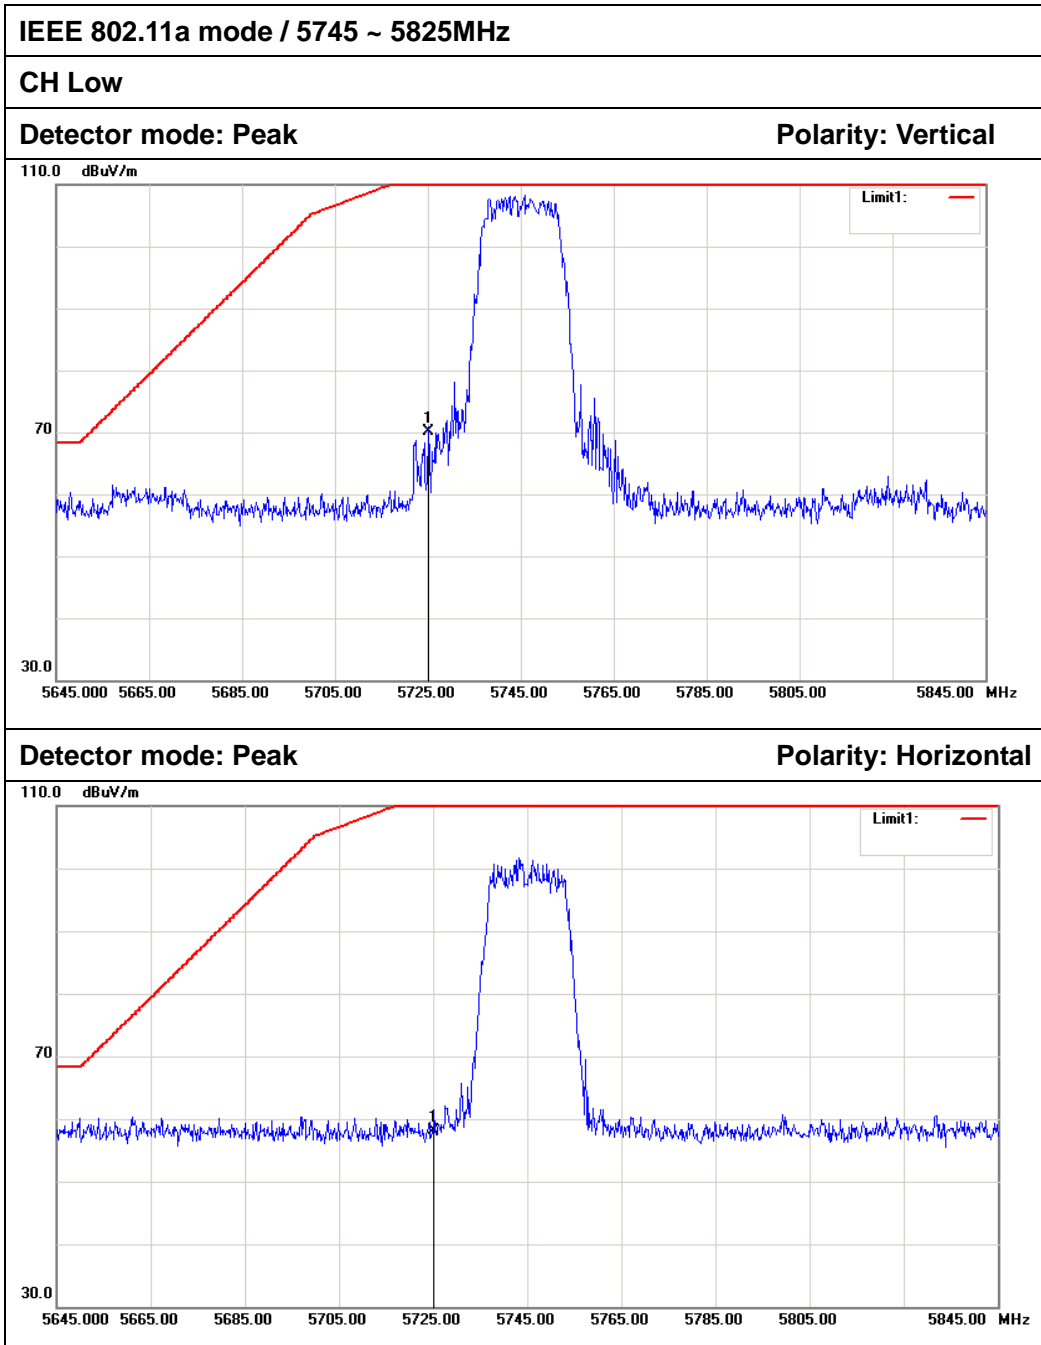 IEEE 802.11a mode / 5745 ~ 5825MHz
CH Low
Detector mode: Peak Polarity: Vertical
110.0 dBuV/m
Limit1:
1
70
30.0
5645.000 5665.00 5685.00 5705.00 5725.00 5745.00 5765.00 5785.00 5805.00 5845.00 MHz
Detector mode: Peak Polarity: Horizontal
110.0 dBuV/m
Limit1:
70
1
30.0
5645.000 5665.00 5685.00 5705.00 5725.00 5745.00 5765.00 5785.00 5805.00 5845.00 MHz